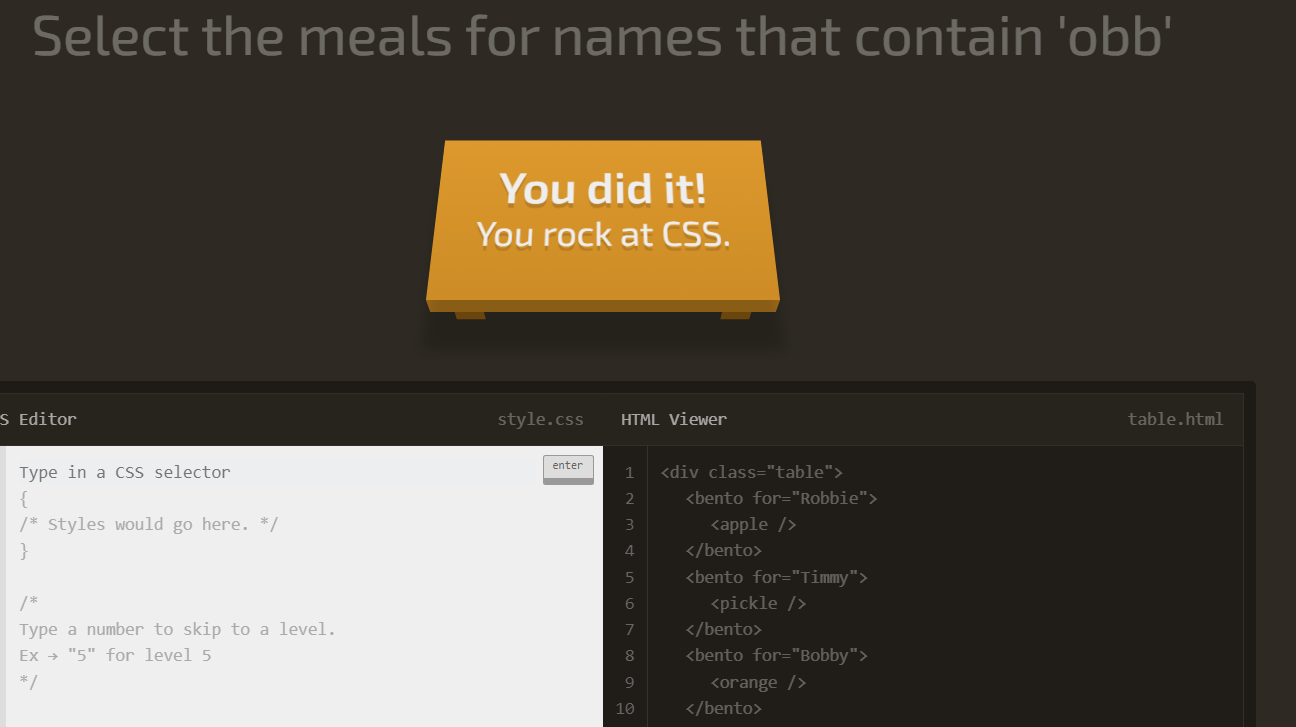 Select the meals for names that contain 'obb'
You did it!
You rock at CSS.
S Editor
style.css
Type in a CSS selector
enter
{
/* Styles would go here. */
}
/*
Type a number to skip to a level.
Ex → "5" for level 5
*/
HTML Viewer
table.html
1 <div class="table">
2 <bento for="Robbie">
3 <apple />
4 </bento>
5 <bento for="Timmy">
6 <pickle />
7 </bento>
8 <bento for="Bobby">
9 <orange />
10 </bento>